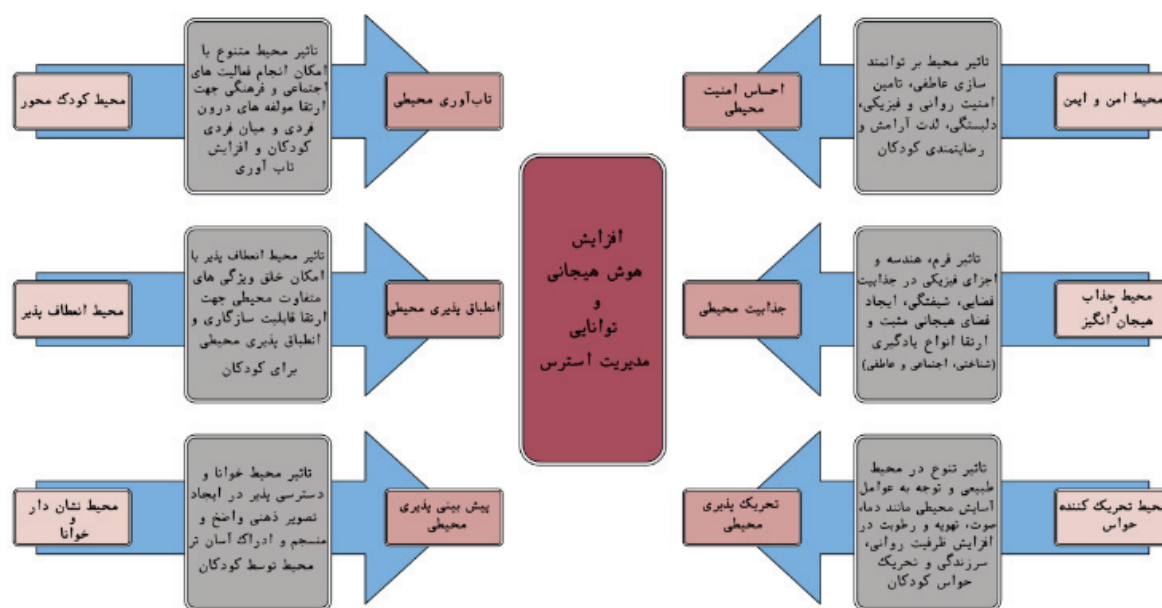 محیط امن و ایمن
تاثیر محیط بر توانمند
سازی عاطفی، تامین
امنیت روانی و فیزیکی،
دلبستگی، لذت آرامش و
رضایتمندی کودکان
احساس امنیت
محیطی
محیط جذاب
و
هیجان انگیز
تاثیر فرم، هندسه و
اجزای فیزیکی در جذابیت
فضایی، شیفتگی، ایجاد
فضای هیجانی مثبت و
ارتقا انواع یادگیری
(شناختی، اجتماعی و عاطفی)
جذابیت محیطی
محیط تحریک کننده
حواس
تاثیر تنوع در محیط
طبیعی و توجه به عوامل
آسایش محیطی مانند دما،
صوت، تهویه و رطوبت در
افزایش ظرفیت روانی،
سرزندگی و تحریک
حواس کودکان
تحریک پذیری
محیطی
افزایش
هوش هیجانی
و
توانایی
مدیریت استرس
تاب‌آوری محیطی
تاثیر محیط متنوع با
امکان انجام فعالیت های
اجتماعی و فرهنگی جهت
ارتقا مولفه های درون
فردی و میان فردی
کودکان و افزایش
تاب آوری
محیط کودک محور
انطباق پذیری محیطی
تاثیر محیط انعطاف پذیر با
امکان خلق ویژگی های
متفاوت محیطی جهت
ارتقا قابلیت سازگاری و
انطباق پذیری محیطی
برای کودکان
محیط انعطاف پذیر
پیش بینی پذیری
محیطی
تاثیر محیط خوانا و
دسترسی پذیر در ایجاد
تصویر ذهنی واضح و
منسجم و ادراک آسان تر
محیط توسط کودکان
محیط نشان دار
و
خوانا